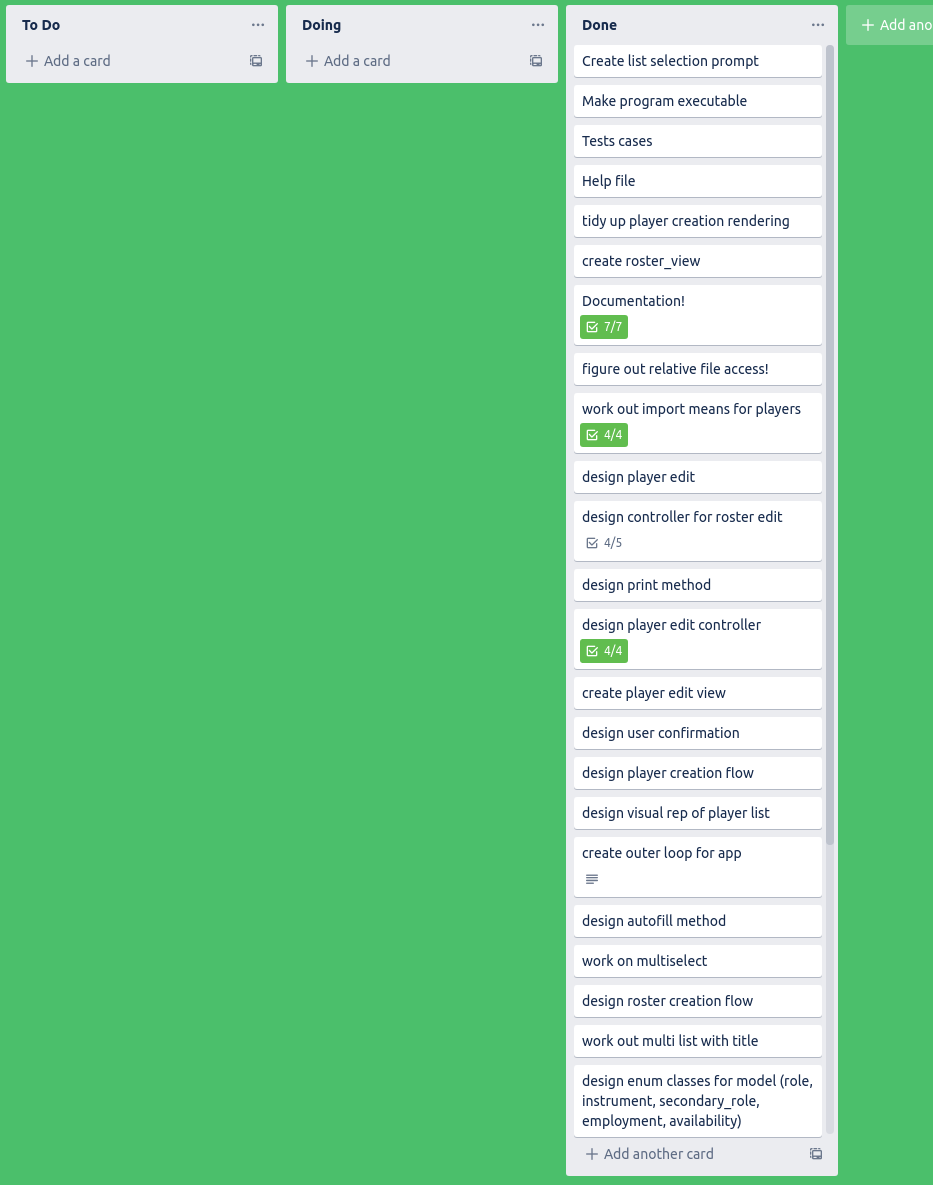 To Do
Add a card
Doing
Add a card
Done
Create list selection prompt
Make program executable
Tests cases
Help file
tidy up player creation rendering
create roster_view
Documentation!
7/7
figure out relative file access!
work out import means for players
4/4
design player edit
design controller for roster edit
4/5
design print method
design player edit controller
4/4
create player edit view
design user confirmation
design player creation flow
design visual rep of player list
create outer loop for app
design autofill method
work on multiselect
design roster creation flow
work out multi list with title
design enum classes for model (role,
instrument, secondary_role,
employment, availability)
Add another card
Add ano